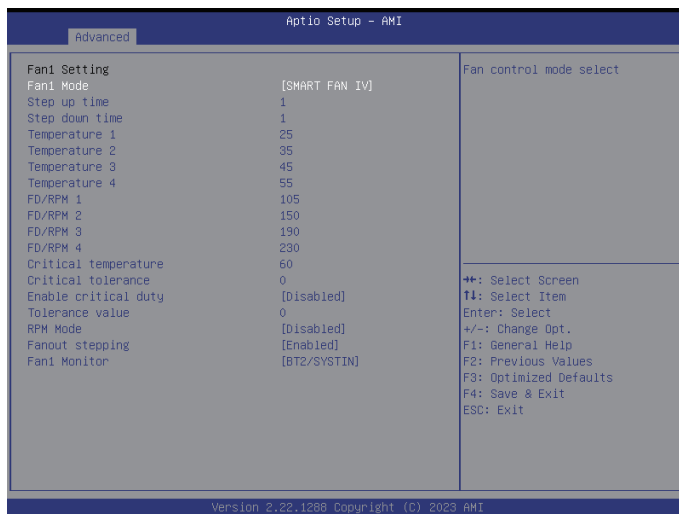 Aptio Setup – AMI
Advanced
Fan1 Setting
Fan1 Mode [SMART FAN IV]
Step up time 1
Step down time 1
Temperature 1 25
Temperature 2 35
Temperature 3 45
Temperature 4 55
FD/RPM 1 105
FD/RPM 2 150
FD/RPM 3 190
FD/RPM 4 230
Critical temperature 60
Critical tolerance 0
Enable critical duty [Disabled]
Tolerance value 0
RPM Mode [Disabled]
Fanout stepping [Enabled]
Fan1 Monitor [BT2/SYSTIN]
Fan control mode select
→←: Select Screen
↑↓: Select Item
Enter: Select
+/-: Change Opt.
F1: General Help
F2: Previous Values
F3: Optimized Defaults
F4: Save & Exit
ESC: Exit
Version 2.22.1288 Copyright (C) 2023 AMI